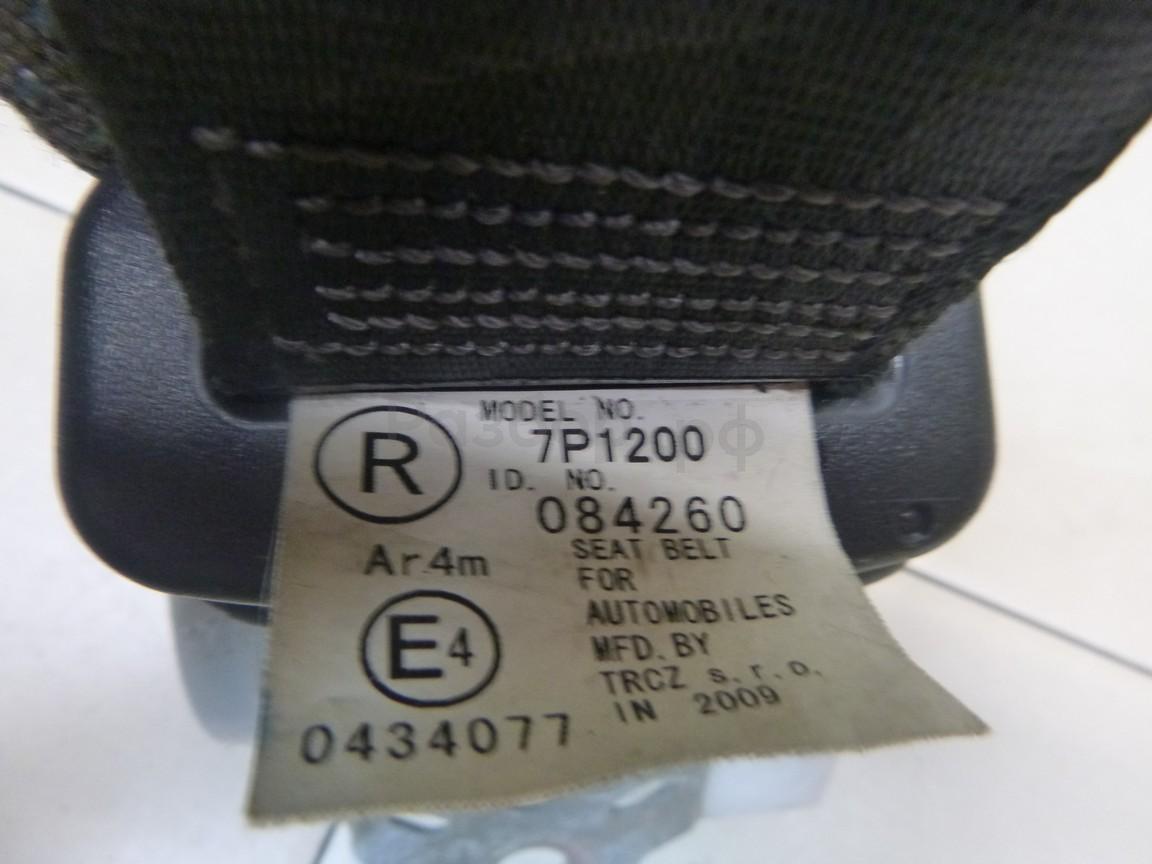 R
MODEL NO.
7P1200
ID. NO.
084260
Ar4m
E4
0434077
SEAT BELT
FOR
AUTOMOBILES
MFD. BY
TRCZ s.r.o.
IN 2009